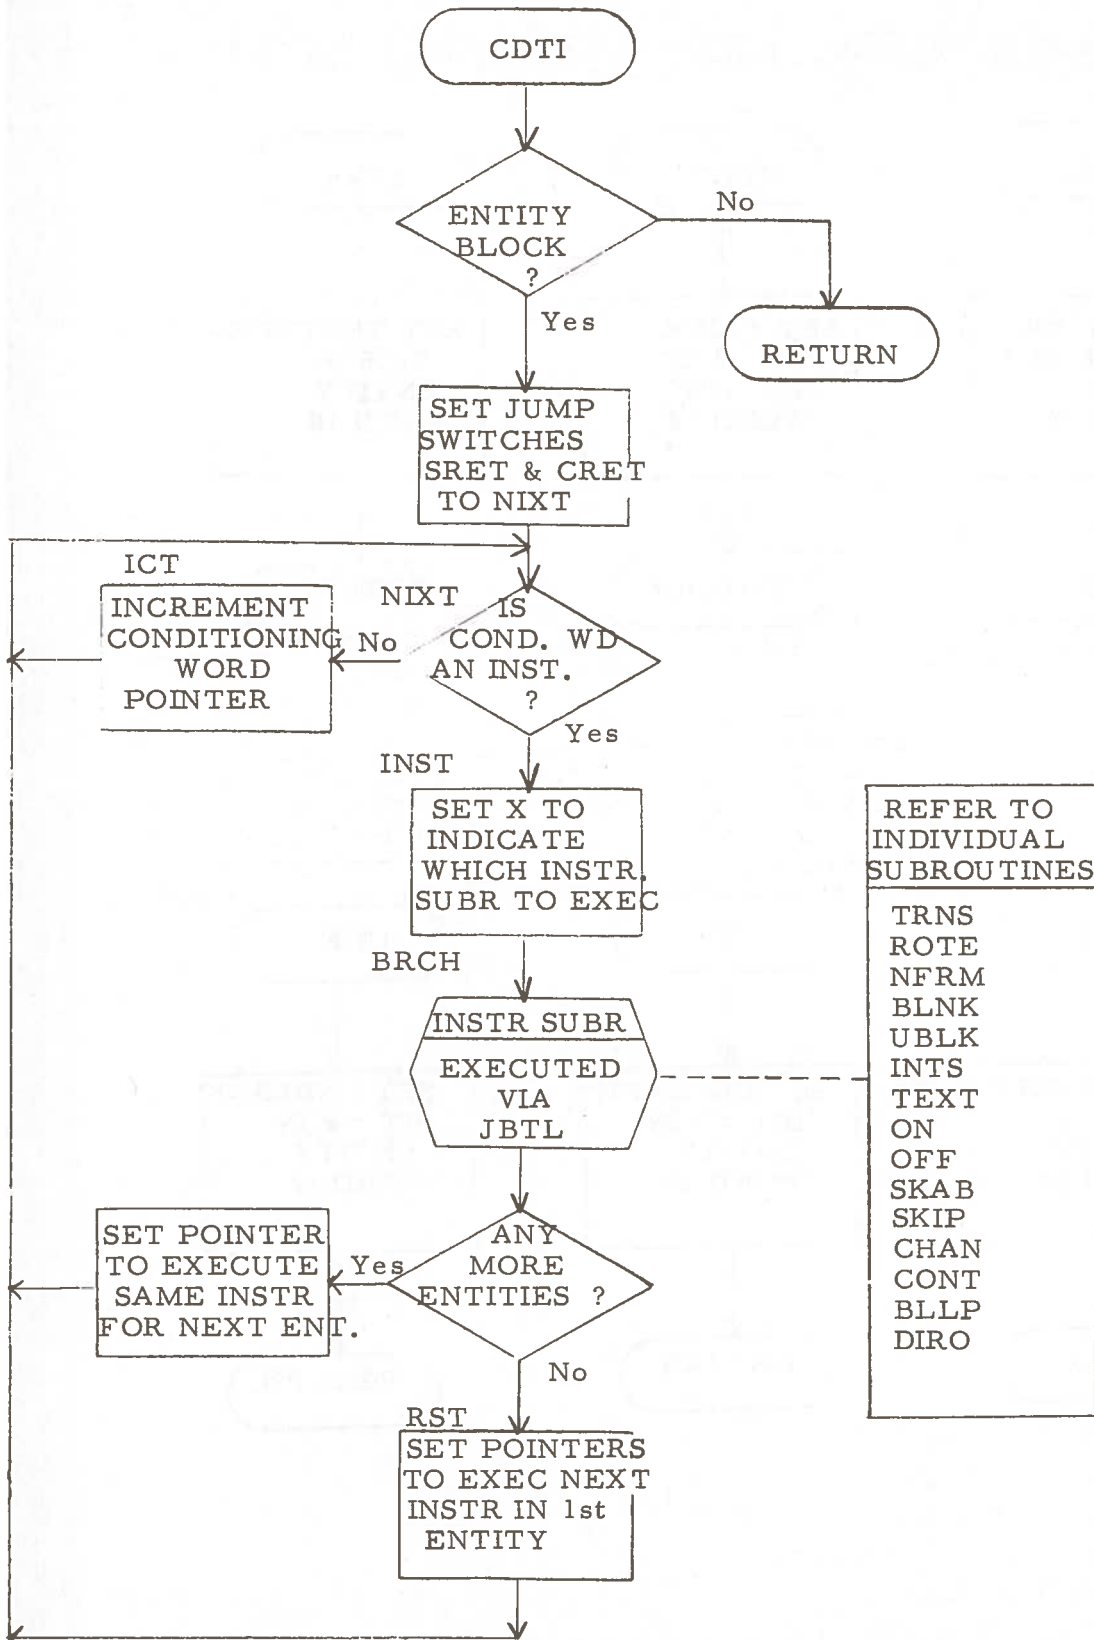 CDTI
ENTITY
BLOCK
?
No
Yes
RETURN
SET JUMP
SWITCHES
SRET & CRET
TO NIXT
ICT
INCREMENT
CONDITIONING
WORD
POINTER
NIXT
No
IS
COND. WD
AN INST.
?
Yes
INST
SET X TO
INDICATE
WHICH INSTR.
SUBR TO EXEC
BRCH
INSTR SUBR
EXECUTED
VIA
JBTL
REFER TO
INDIVIDUAL
SUBROUTINES
TRNS
ROTE
NFRM
BLNK
UBLK
INTS
TEXT
ON
OFF
SKAB
SKIP
CHAN
CONT
BLLP
DIRO
ANY
MORE
ENTITIES ?
Yes
SET POINTER
TO EXECUTE
SAME INSTR
FOR NEXT ENT.
No
RST
SET POINTERS
TO EXEC NEXT
INSTR IN 1st
ENTITY